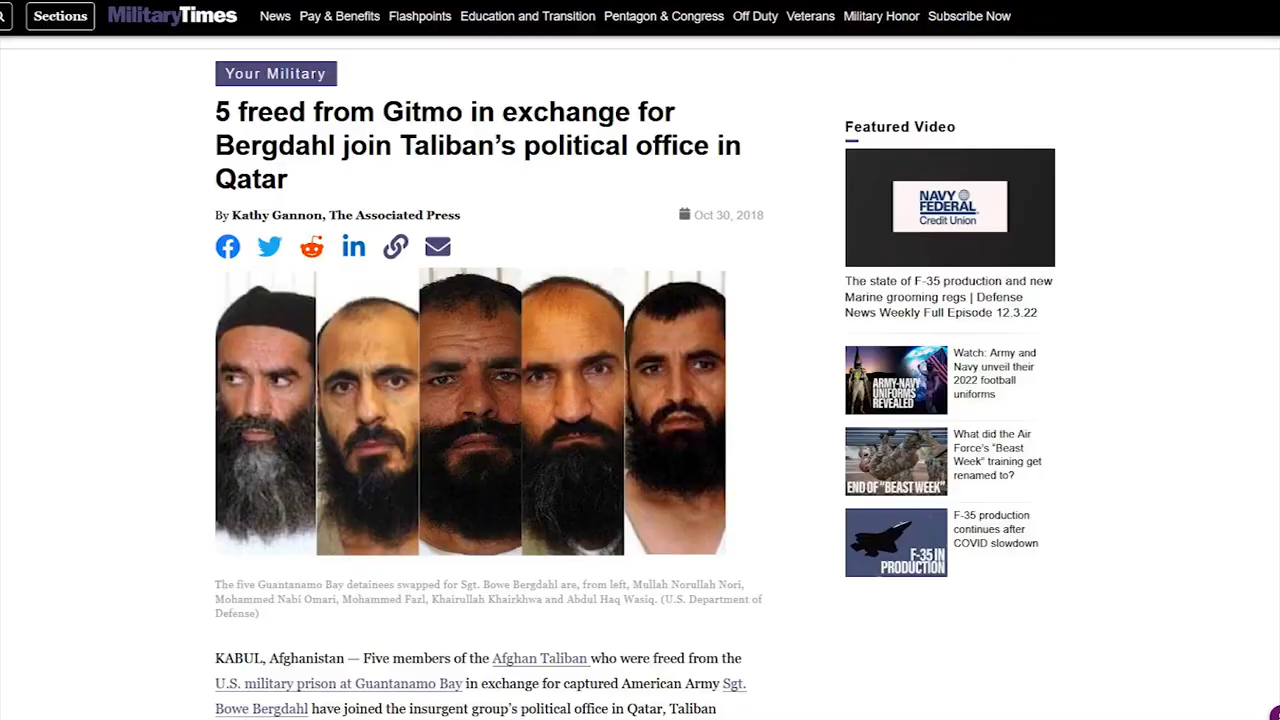 Sections
MilitaryTimes
News Pay & Benefits Flashpoints Education and Transition Pentagon & Congress Off Duty Veterans Military Honor Subscribe Now
Your Military
5 freed from Gitmo in exchange for
Bergdahl join Taliban's political office in
Qatar
By Kathy Gannon, The Associated Press
Oct 30, 2018
The five Guantanamo Bay detainees swapped for Sgt. Bowe Bergdahl are, from left, Mullah Norullah Nori,
Mohammed Nabi Omari, Mohammed Fazl, Khairullah Khairkhwa and Abdul Haq Wasiq. (U.S. Department of
Defense)
KABUL, Afghanistan — Five members of the Afghan Taliban who were freed from the
U.S. military prison at Guantanamo Bay in exchange for captured American Army Sgt.
Bowe Bergdahl have joined the insurgent group's political office in Qatar, Taliban
Featured Video
NAVY
FEDERAL
Credit Union
The state of F-35 production and new
Marine grooming regs | Defense
News Weekly Full Episode 12.3.22
ARMY-NAVY
UNIFORMS
REVEALED
Watch: Army and
Navy unveil their
2022 football
uniforms
END OF "BEAST WEEK"
What did the Air
Force's "Beast
Week" training get
renamed to?
F-35 IN
PRODUCTION
F-35 production
continues after
COVID slowdown